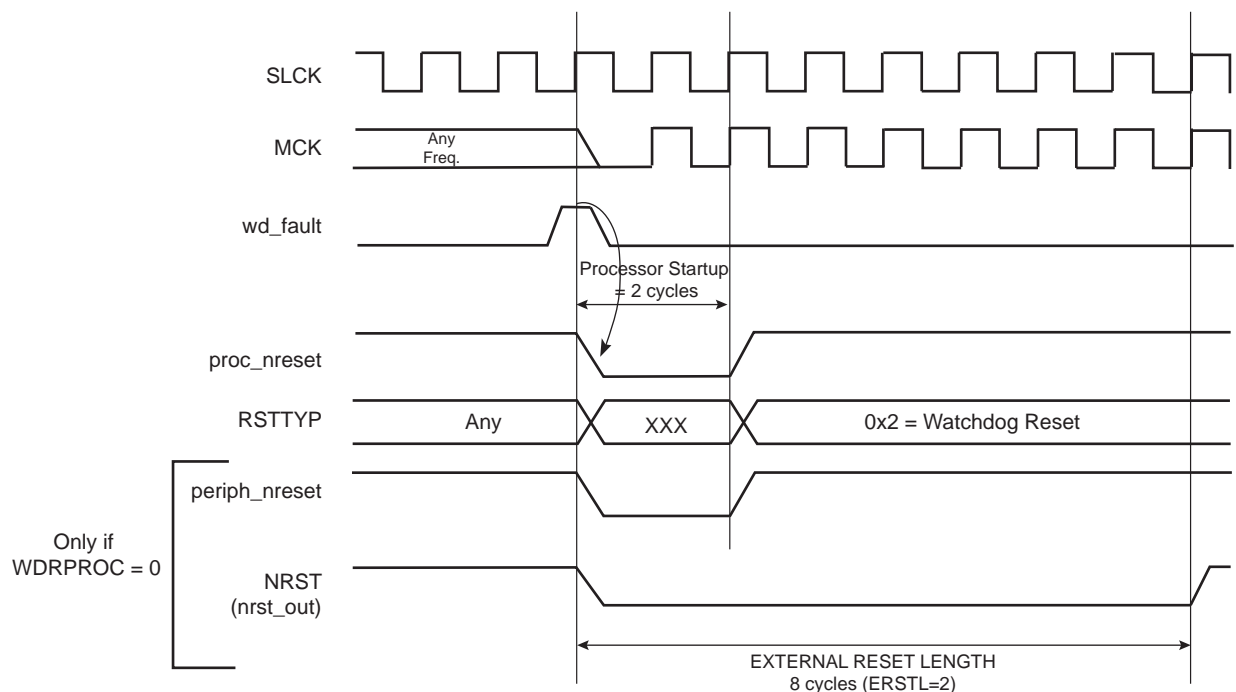 SLCK
MCK
Any
Freq.
wd_fault
Processor Startup
= 2 cycles
proc_nreset
RSTTYP
Any
XXX
0x2 = Watchdog Reset
periph_nreset
Only if
WDRPROC = 0
NRST
(nrst_out)
EXTERNAL RESET LENGTH
8 cycles (ERSTL=2)